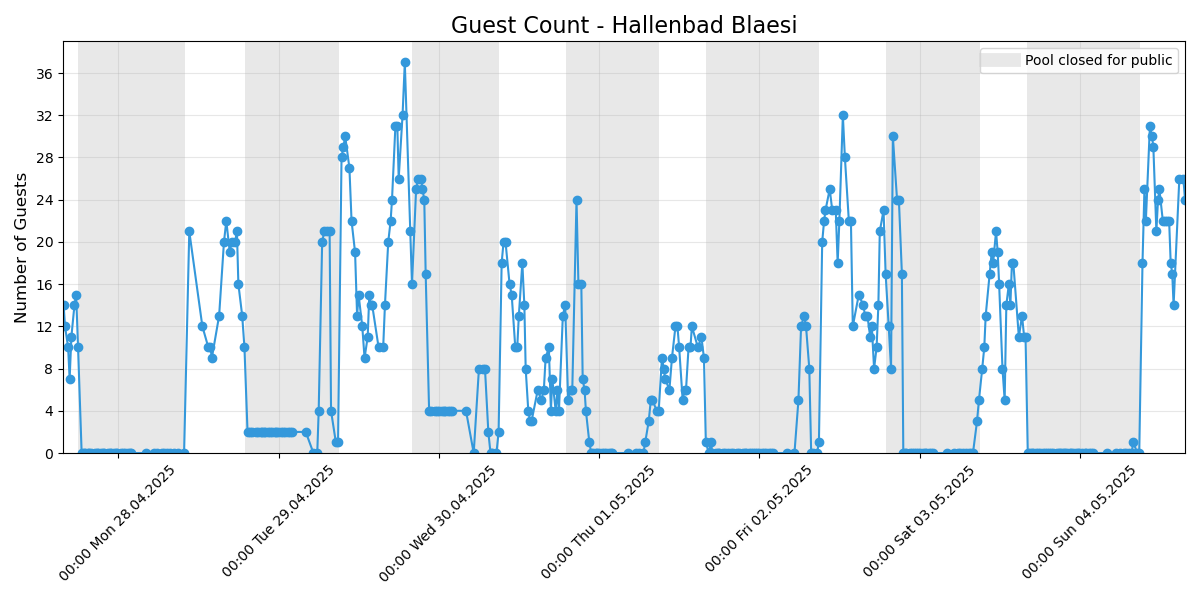 Guest Count - Hallenbad Blaesi
Pool closed for public
Number of Guests
36
32
28
24
20
16
12
8
4
0
00:00 Mon 28.04.2025
00:00 Tue 29.04.2025
00:00 Wed 30.04.2025
00:00 Thu 01.05.2025
00:00 Fri 02.05.2025
00:00 Sat 03.05.2025
00:00 Sun 04.05.2025